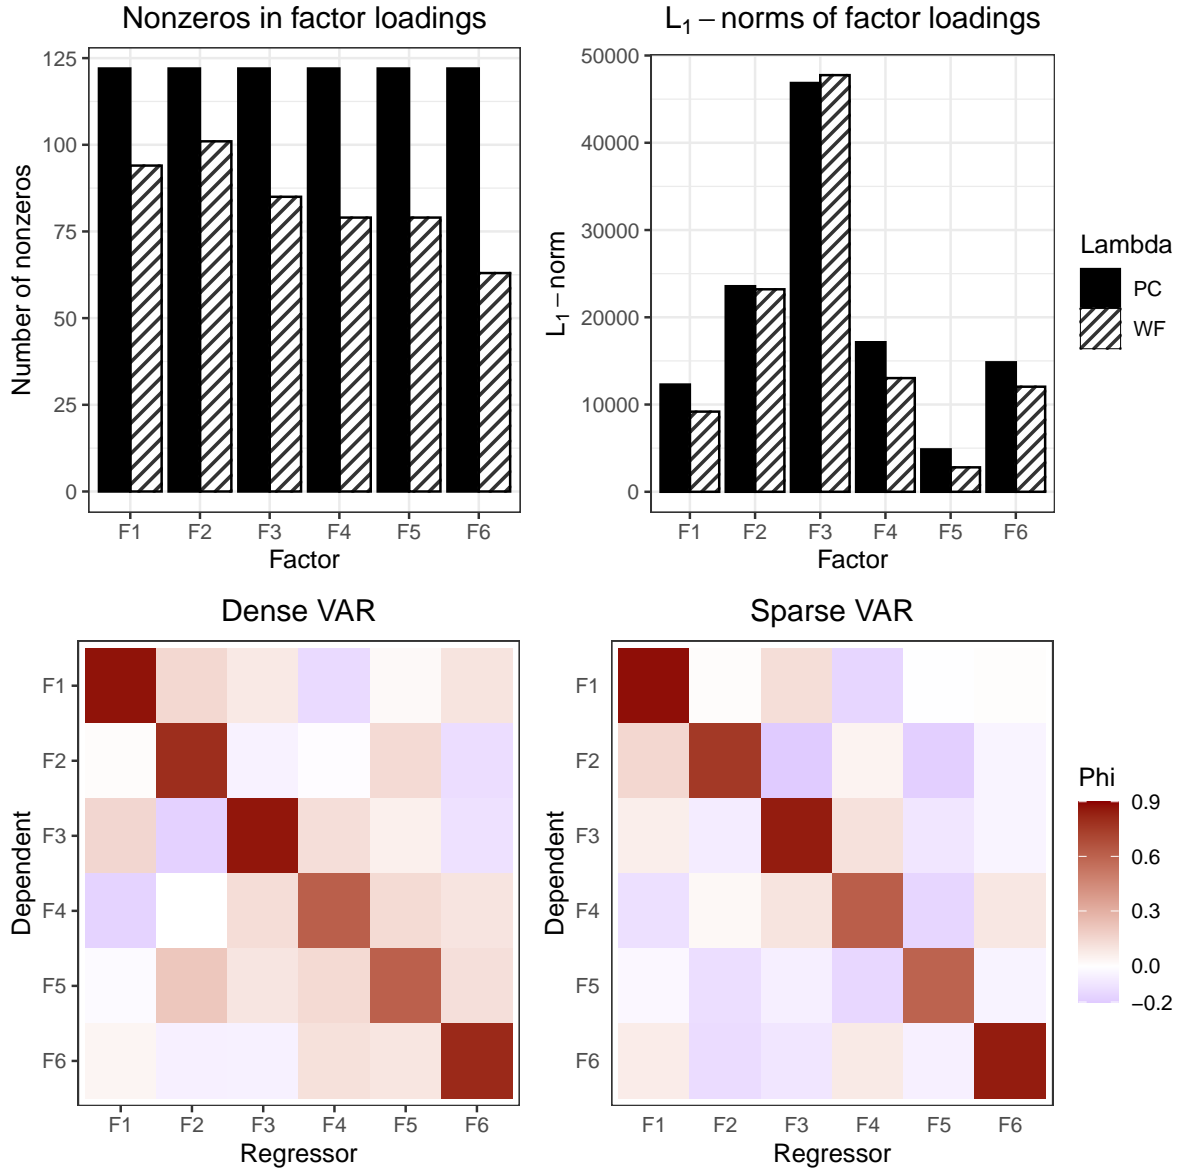 Nonzeros in factor loadings
Number of nonzeros
125
100
75
50
25
0
F1 F2 F3 F4 F5 F6
Factor
L₁ − norms of factor loadings
L₁ − norm
50000
40000
30000
20000
10000
0
F1 F2 F3 F4 F5 F6
Factor
Lambda
PC
WF
Dense VAR
Dependent
F1
F2
F3
F4
F5
F6
F1 F2 F3 F4 F5 F6
Regressor
Sparse VAR
Dependent
F1
F2
F3
F4
F5
F6
F1 F2 F3 F4 F5 F6
Regressor
Phi
0.9
0.6
0.3
0.0
−0.2